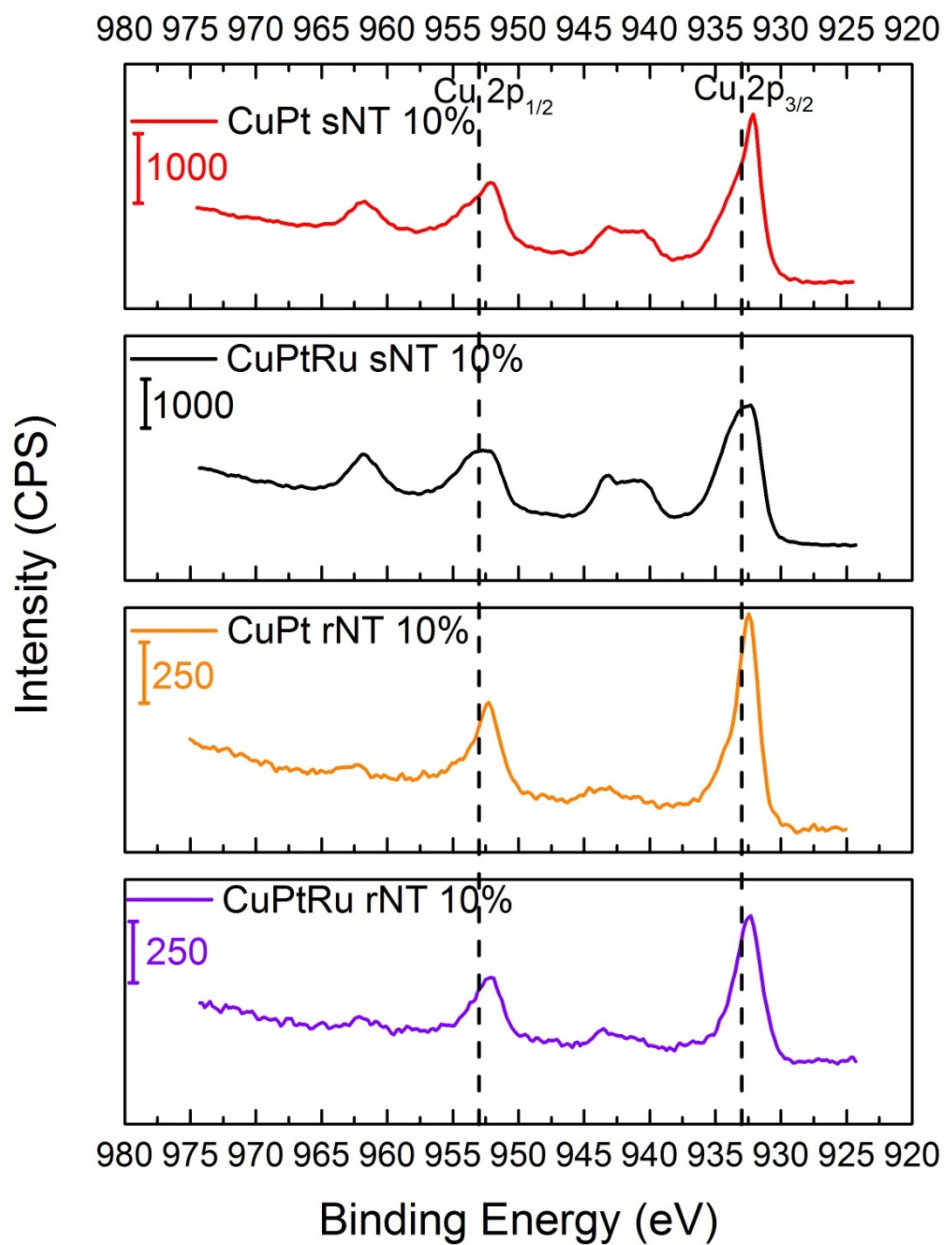 980 975 970 965 960 955 950 945 940 935 930 925 920
Cu 2p1/2
Cu 2p3/2
CuPt sNT 10%
1000
CuPtRu sNT 10%
1000
CuPt rNT 10%
250
CuPtRu rNT 10%
250
Intensity (CPS)
980 975 970 965 960 955 950 945 940 935 930 925 920
Binding Energy (eV)